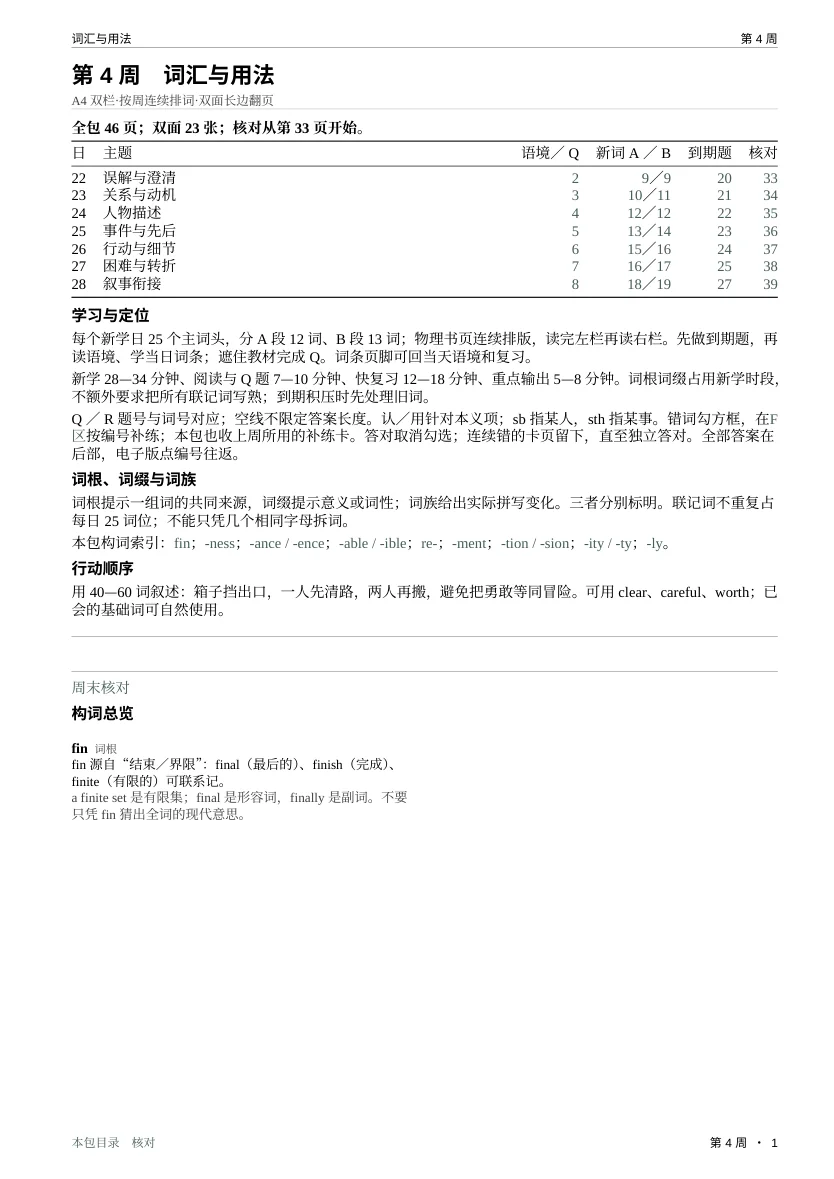 词汇与用法 第 4 周
第 4 周 词汇与用法
A4 双栏·按周连续排词·双面长边翻页
全包 46 页；双面 23 张；核对从第 33 页开始。
日 主题 语境／ Q 新词 A ／ B 到期题 核对
22 误解与澄清 2 9／9 20 33
23 关系与动机 3 10／11 21 34
24 人物描述 4 12／12 22 35
25 事件与先后 5 13／14 23 36
26 行动与细节 6 15／16 24 37
27 困难与转折 7 16／17 25 38
28 叙事衔接 8 18／19 27 39
学习与定位
每个新学日 25 个主词头，分 A 段 12 词、B 段 13 词；物理书页连续排版，读完左栏再读右栏。先做到期题，再
读语境、学当日词条；遮住教材完成 Q。词条页脚可回当天语境和复习。
新学 28—34 分钟、阅读与 Q 题 7—10 分钟、快复习 12—18 分钟、重点输出 5—8 分钟。词根词缀占用新学时段，
不额外要求把所有联记词写熟；到期积压时先处理旧词。
Q ／ R 题号与词号对应；空线不限定答案长度。认／用针对本义项；sb 指某人，sth 指某事。错词勾方框，在F
区按编号补练；本包也收上周所用的补练卡。答对取消勾选；连续错的卡页留下，直至独立答对。全部答案在
后部，电子版点编号往返。
词根、词缀与词族
词根提示一组词的共同来源，词缀提示意义或词性；词族给出实际拼写变化。三者分别标明。联记词不重复占
每日 25 词位；不能只凭几个相同字母拆词。
本包构词索引：fin；-ness；-ance / -ence；-able / -ible；re-；-ment；-tion / -sion；-ity / -ty；-ly。
行动顺序
用 40—60 词叙述：箱子挡出口，一人先清路，两人再搬，避免把勇敢等同冒险。可用 clear、careful、worth；已
会的基础词可自然使用。
周末核对
构词总览
fin 词根
fin 源自“结束／界限”：final（最后的）、finish（完成）、
finite（有限的）可联系记。
a finite set 是有限集；final 是形容词，finally 是副词。不要
只凭 fin 猜出全词的现代意思。
本包目录 核对 第 4 周 · 1